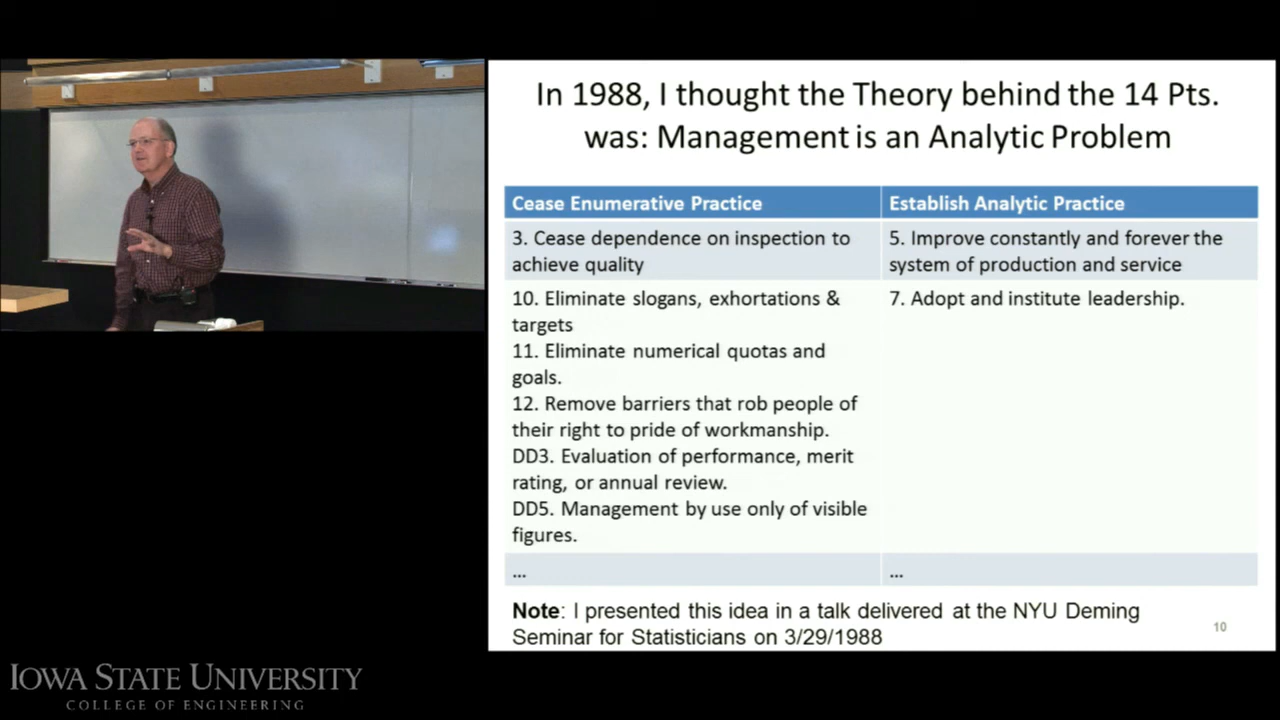 In 1988, I thought the Theory behind the 14 Pts.
was: Management is an Analytic Problem
Cease Enumerative Practice
Establish Analytic Practice
3. Cease dependence on inspection to
achieve quality
5. Improve constantly and forever the
system of production and service
10. Eliminate slogans, exhortations &
targets
11. Eliminate numerical quotas and
goals.
12. Remove barriers that rob people of
their right to pride of workmanship.
DD3. Evaluation of performance, merit
rating, or annual review.
DD5. Management by use only of visible
figures.
7. Adopt and institute leadership.
...
...
Note: I presented this idea in a talk delivered at the NYU Deming
Seminar for Statisticians on 3/29/1988
10
IOWA STATE UNIVERSITY
COLLEGE OF ENGINEERING